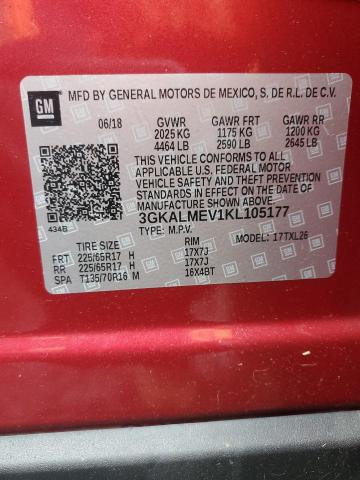 GM MFD BY GENERAL MOTORS DE MEXICO, S. DE R.L. DE C.V.
06/18 GVWR GAWR FRT GAWR RR
2025 KG 1175 KG 1200 KG
4464 LB 2590 LB 2645 LB
THIS VEHICLE CONFORMS TO ALL
APPLICABLE U.S. FEDERAL MOTOR
VEHICLE SAFETY AND THEFT PREVENTION
STANDARDS IN EFFECT ON THE DATE OF
MANUFACTURE SHOWN ABOVE.
3GKALMEV1KL105177
434B TYPE: M.P.V. MODEL: 17TXL26
TIRE SIZE RIM
FRT 225/65R17 H 17X7J
RR 225/65R17 H 17X7J
SPA T135/70R16 M 16X4BT